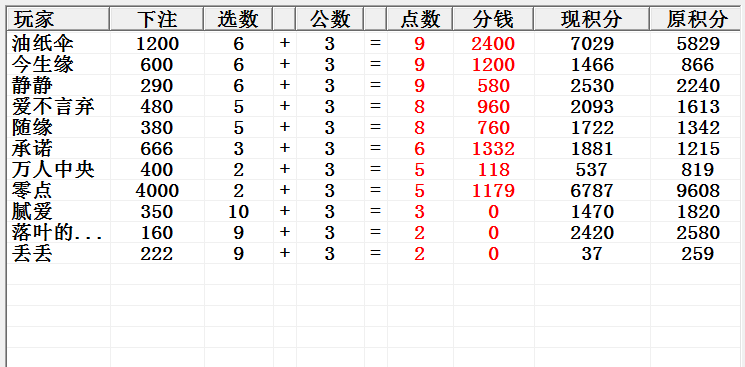 玩家 下注 选数 公数 点数 分钱 现积分 原积分
油纸伞 1200 6 + 3 = 9 2400 7029 5829
今生缘 600 6 + 3 = 9 1200 1466 866
静静 290 6 + 3 = 9 580 2530 2240
爱不言弃 480 5 + 3 = 8 960 2093 1613
随缘 380 5 + 3 = 8 760 1722 1342
承诺 666 3 + 3 = 6 1332 1881 1215
万人中央 400 2 + 3 = 5 118 537 819
零点 4000 2 + 3 = 5 1179 6787 9608
腻爱 350 10 + 3 = 3 0 1470 1820
落叶的... 160 9 + 3 = 2 0 2420 2580
丢丢 222 9 + 3 = 2 0 37 259